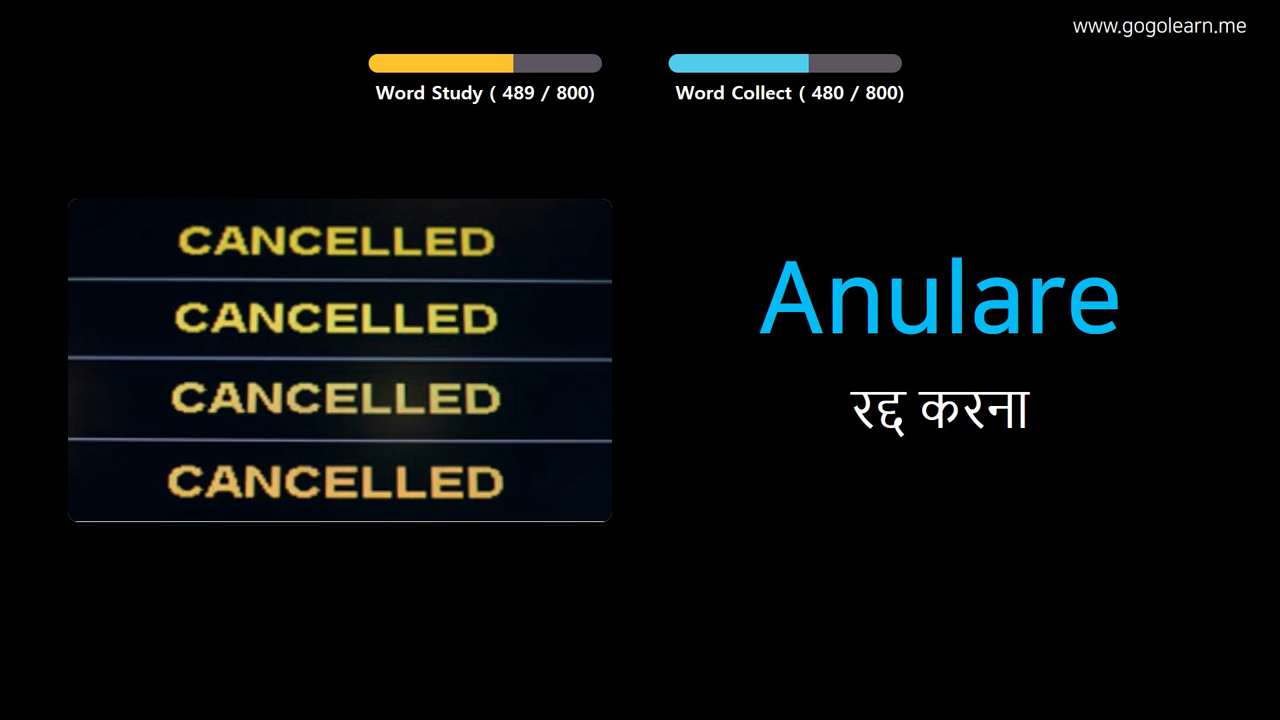 www.gogolearn.me
Word Study ( 489 / 800)
Word Collect ( 480 / 800)
CANCELLED
CANCELLED
CANCELLED
CANCELLED
Anulare
रद्द करना